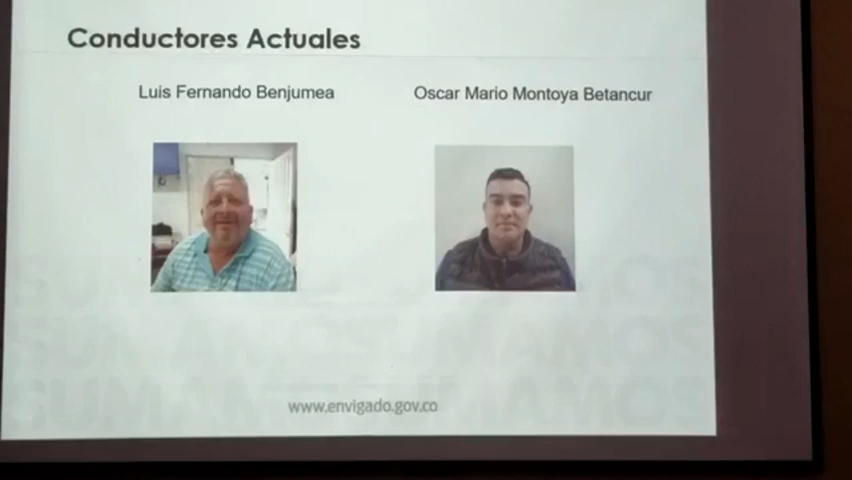 Conductores Actuales
Luis Fernando Benjumea
Oscar Mario Montoya Betancur
www.envigado.gov.co